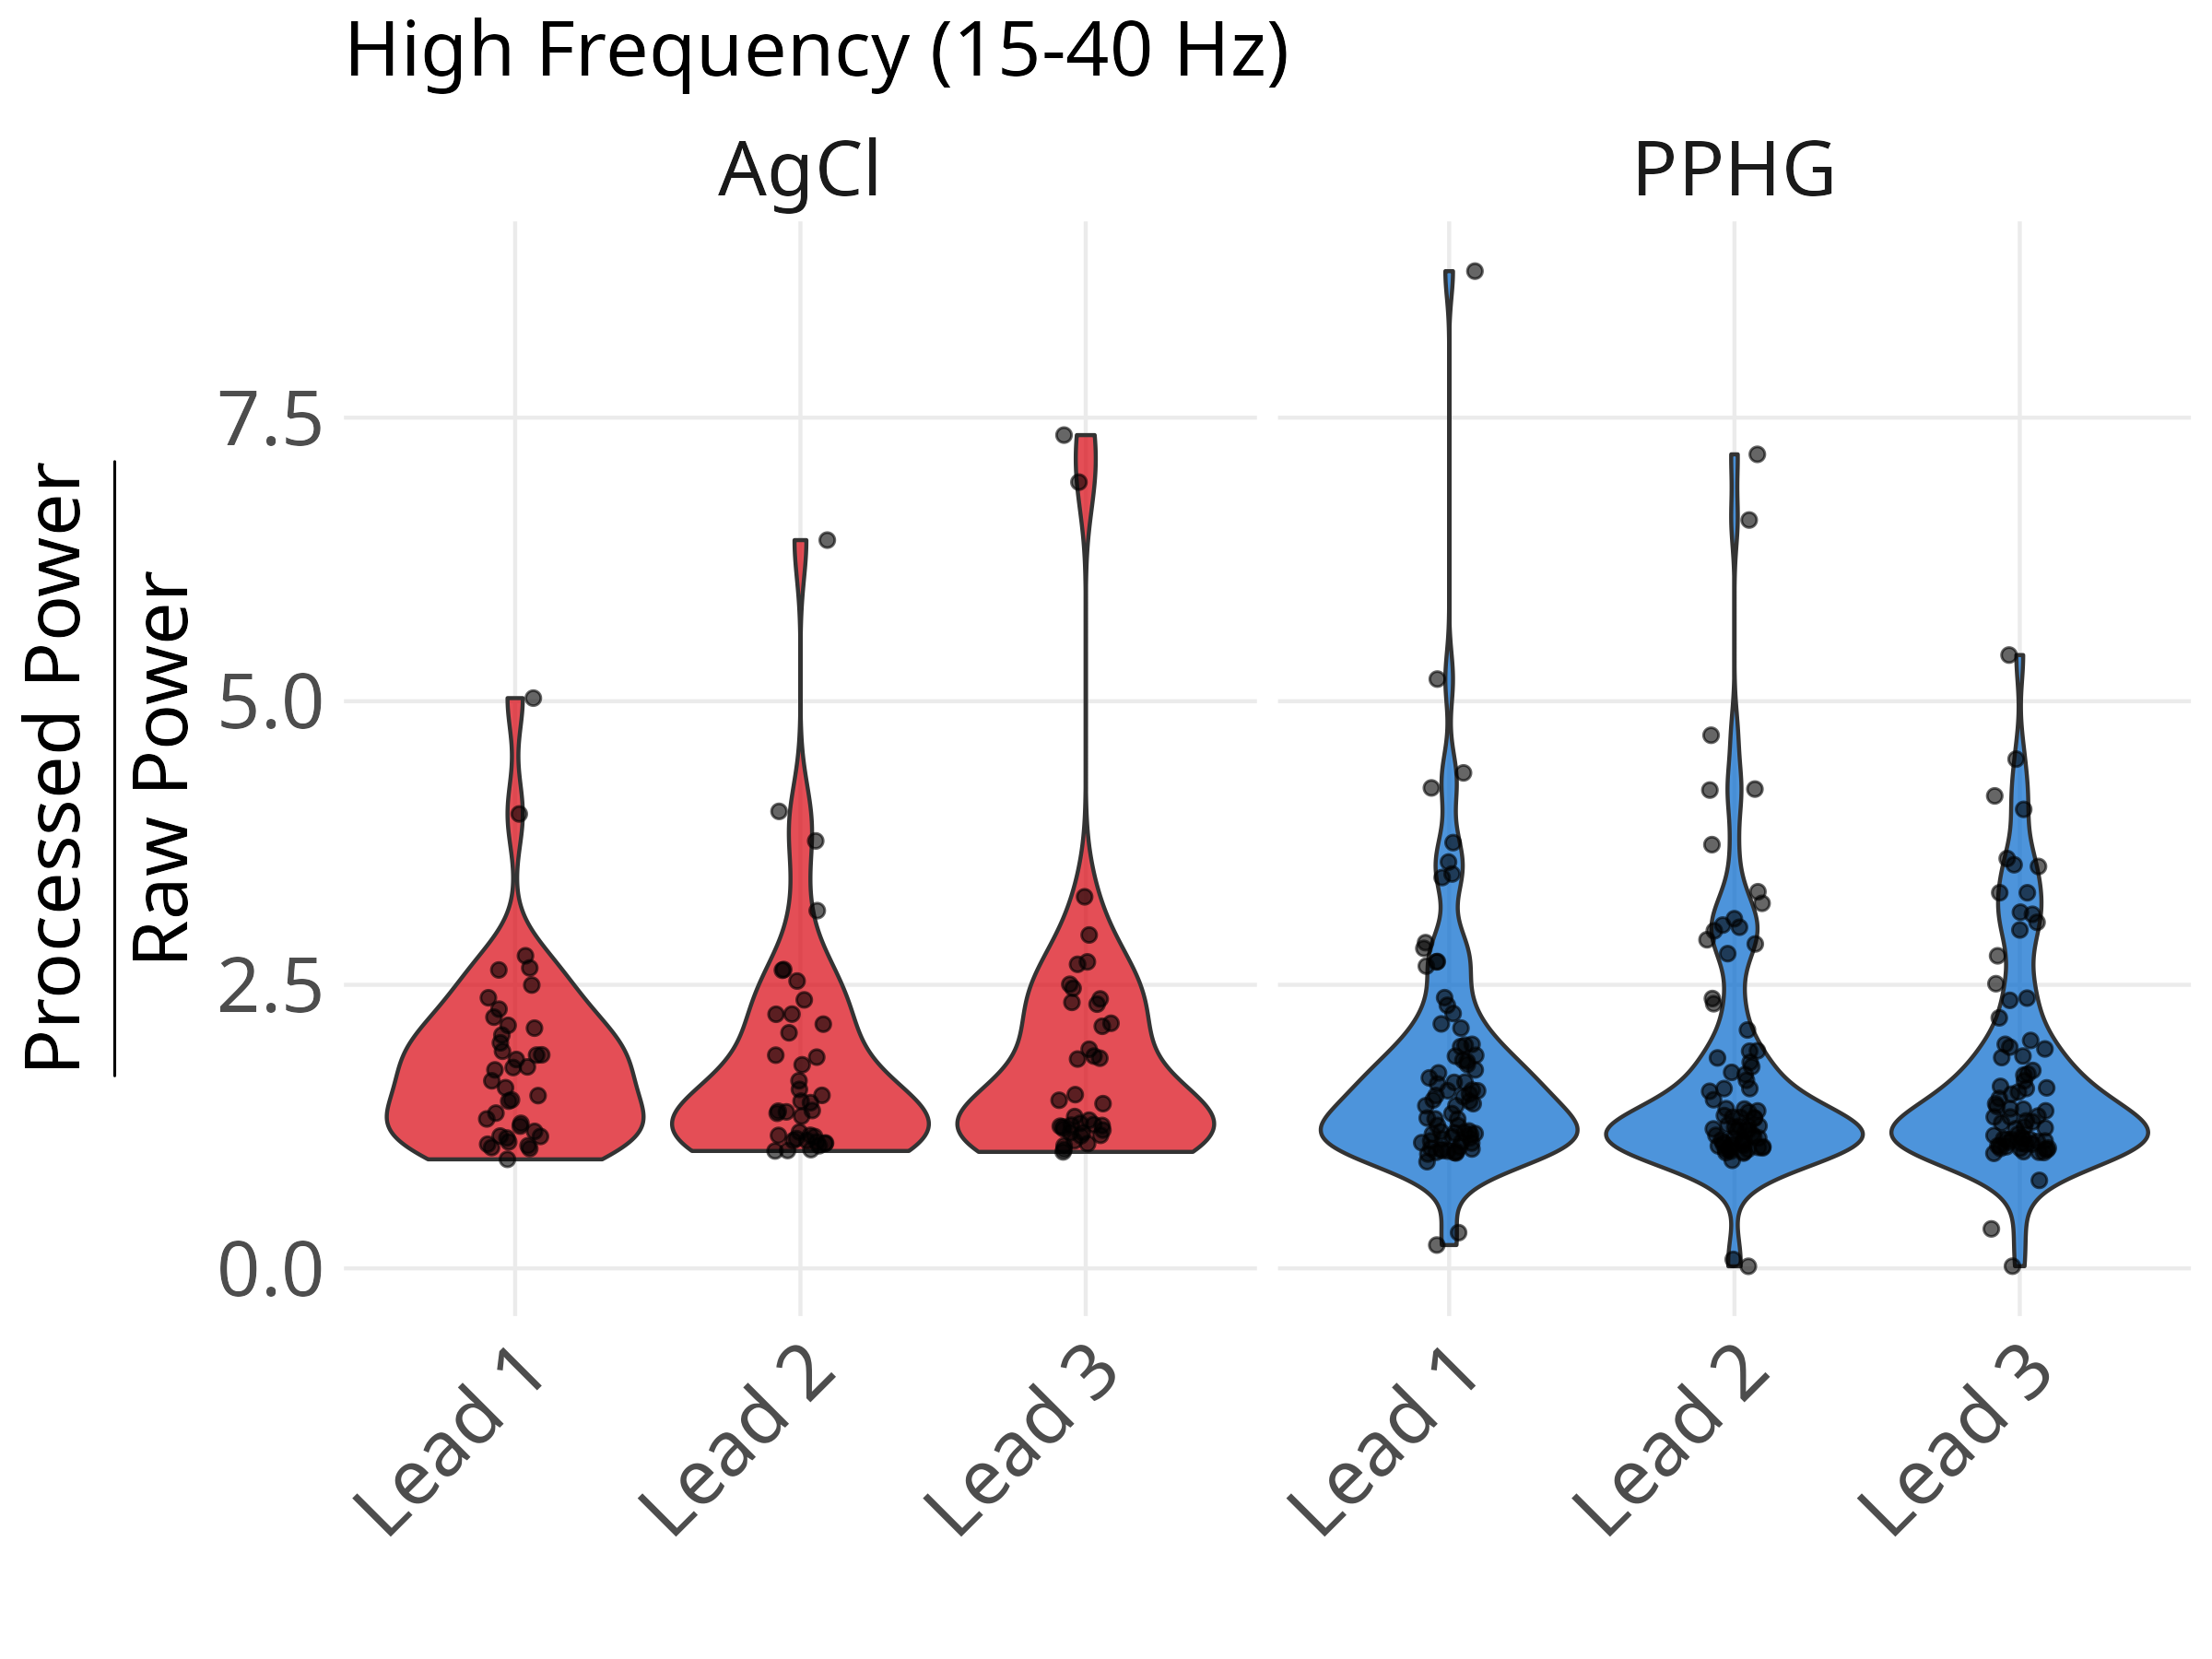 High Frequency (15-40 Hz)
AgCl
PPHG
Processed Power
Raw Power
7.5
5.0
2.5
0.0
Lead 1
Lead 2
Lead 3
Lead 1
Lead 2
Lead 3